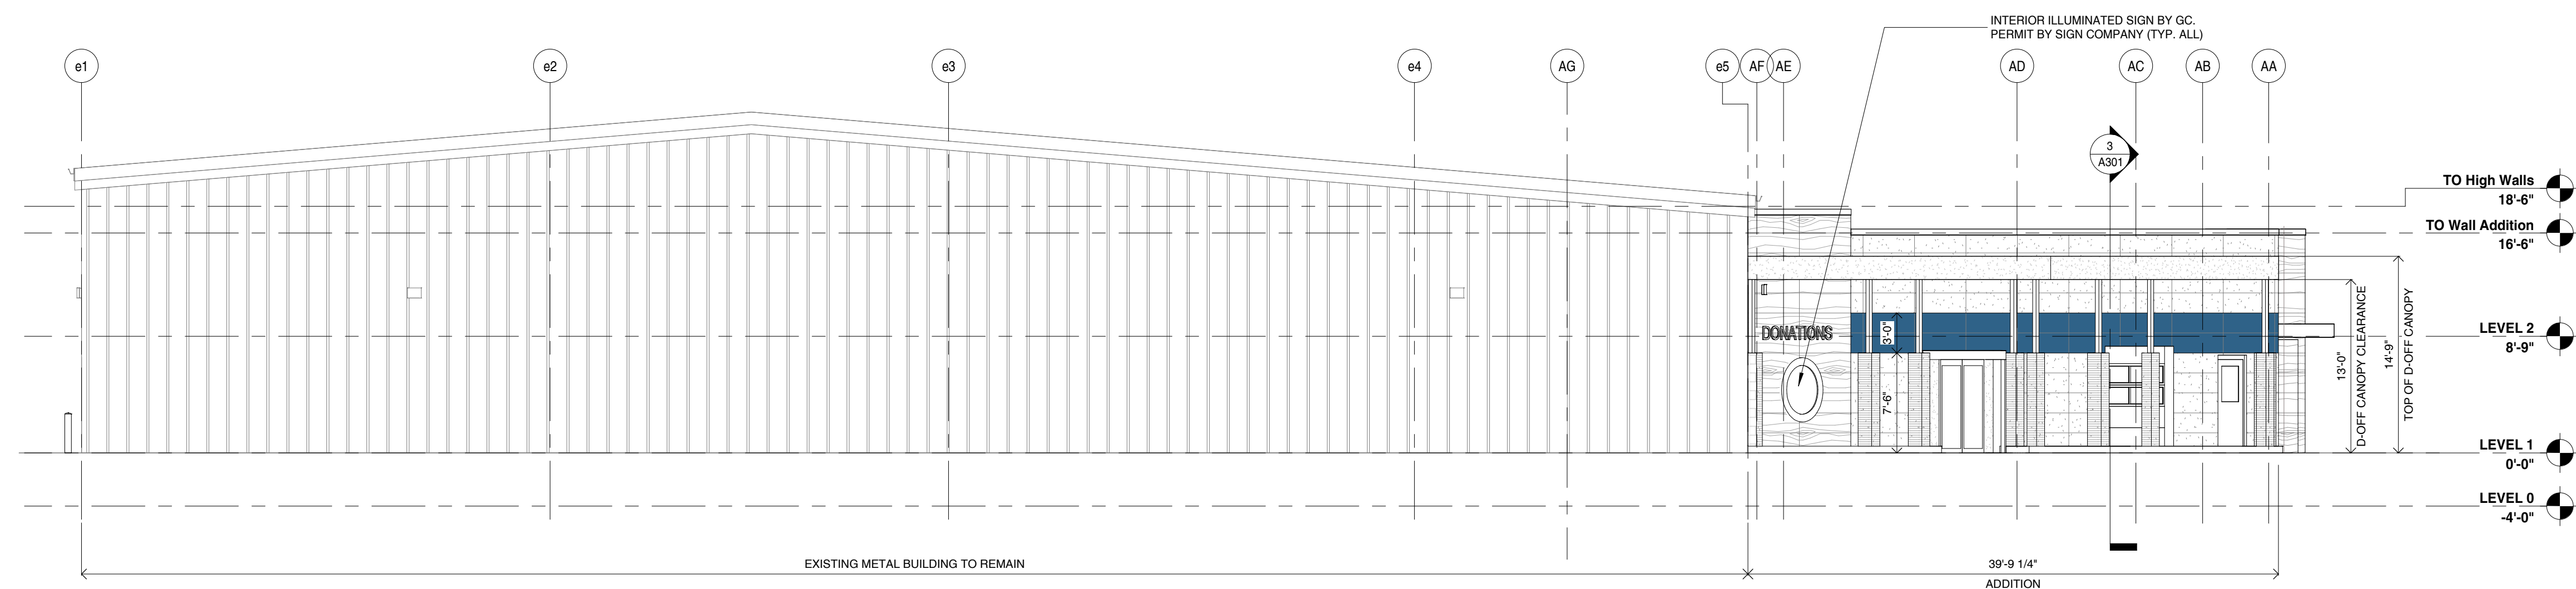 INTERIOR ILLUMINATED SIGN BY GC.
PERMIT BY SIGN COMPANY (TYP. ALL)
e1
e2
e3
e4
AG
e5
AF
AE
AD
AC
AB
AA
3
A301
TO High Walls
18'-6"
TO Wall Addition
16'-6"
DONATIONS
3'-0"
7'-6"
13'-0"
D-OFF CANOPY CLEARANCE
14'-9"
TOP OF D-OFF CANOPY
LEVEL 2
8'-9"
LEVEL 1
0'-0"
LEVEL 0
-4'-0"
EXISTING METAL BUILDING TO REMAIN
39'-9 1/4"
ADDITION